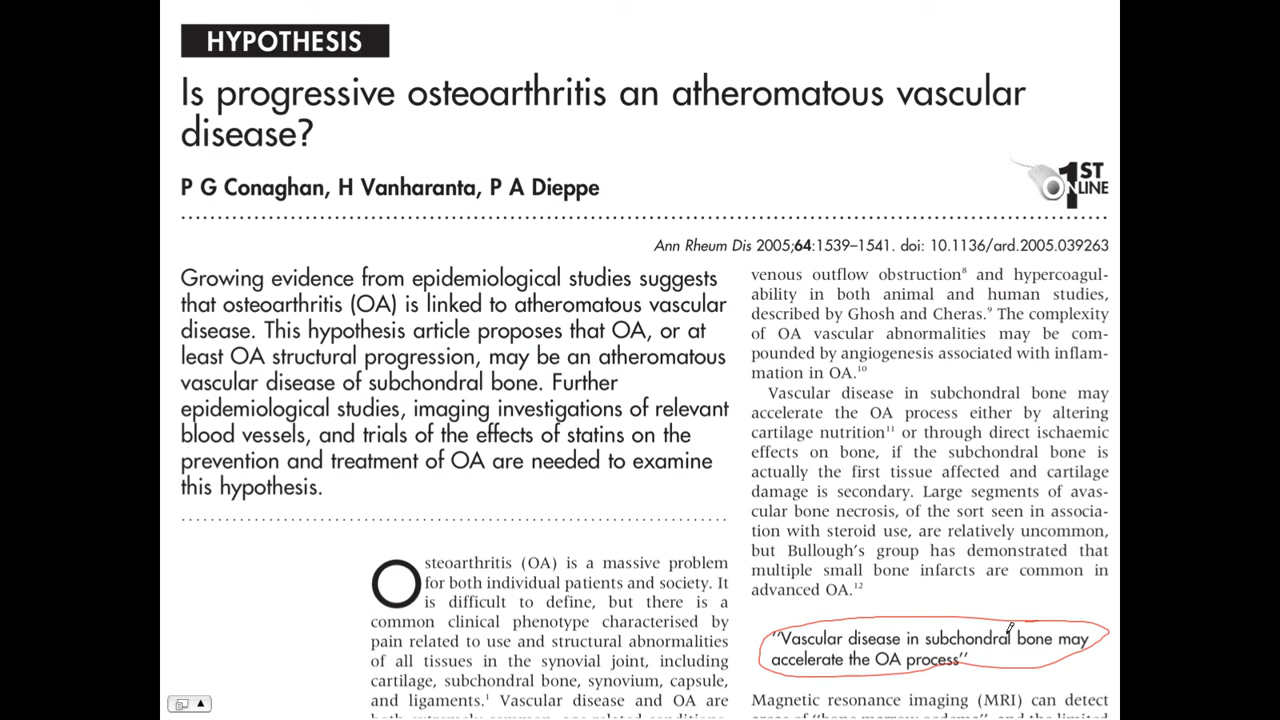 HYPOTHESIS
Is progressive osteoarthritis an atheromatous vascular
disease?
P G Conaghan, H Vanharanta, P A Dieppe
1ST
ONLINE
Ann Rheum Dis 2005;64:1539–1541. doi: 10.1136/ard.2005.039263
Growing evidence from epidemiological studies suggests
that osteoarthritis (OA) is linked to atheromatous vascular
disease. This hypothesis article proposes that OA, or at
least OA structural progression, may be an atheromatous
vascular disease of subchondral bone. Further
epidemiological studies, imaging investigations of relevant
blood vessels, and trials of the effects of statins on the
prevention and treatment of OA are needed to examine
this hypothesis.
Osteoarthritis (OA) is a massive problem
for both individual patients and society. It
is difficult to define, but there is a
common clinical phenotype characterised by
pain related to use and structural abnormalities
of all tissues in the synovial joint, including
cartilage, subchondral bone, synovium, capsule,
and ligaments.¹ Vascular disease and OA are
both extremely common, age related conditions,
venous outflow obstruction⁸ and hypercoagul-
ability in both animal and human studies,
described by Ghosh and Cheras.⁹ The complexity
of OA vascular abnormalities may be com-
pounded by angiogenesis associated with inflam-
mation in OA.¹⁰
Vascular disease in subchondral bone may
accelerate the OA process either by altering
cartilage nutrition¹¹ or through direct ischaemic
effects on bone, if the subchondral bone is
actually the first tissue affected and cartilage
damage is secondary. Large segments of avas-
cular bone necrosis, of the sort seen in associa-
tion with steroid use, are relatively uncommon,
but Bullough's group has demonstrated that
multiple small bone infarcts are common in
advanced OA.¹²
"Vascular disease in subchondral bone may
accelerate the OA process"
Magnetic resonance imaging (MRI) can detect
areas of "bone marrow oedema", and the limited